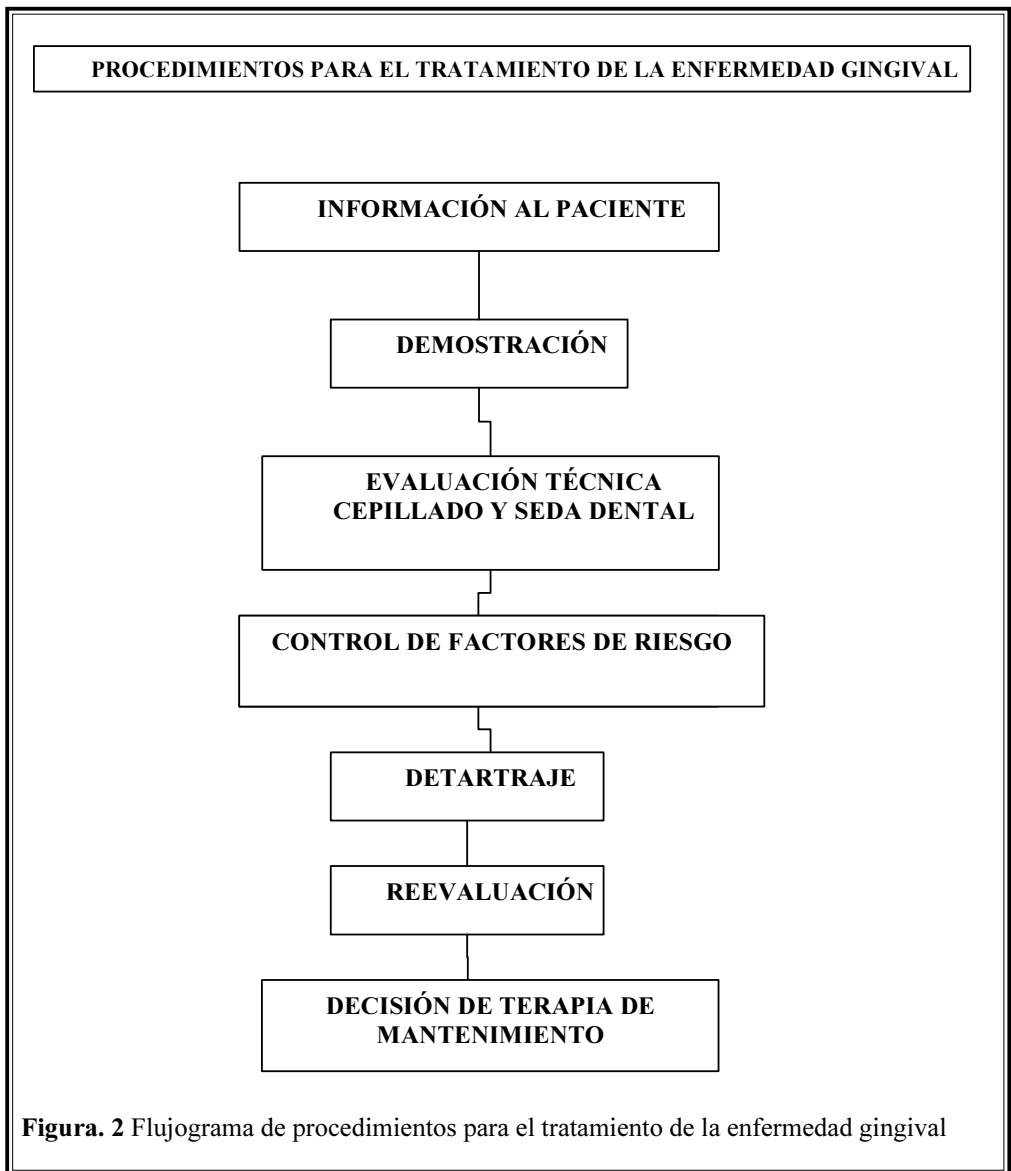 PROCEDIMIENTOS PARA EL TRATAMIENTO DE LA ENFERMEDAD GINGIVAL
INFORMACIÓN AL PACIENTE
DEMOSTRACIÓN
EVALUACIÓN TÉCNICA
CEPILLADO Y SEDA DENTAL
CONTROL DE FACTORES DE RIESGO
DETARTRAJE
REEVALUACIÓN
DECISIÓN DE TERAPIA DE
MANTENIMIENTO
Figura. 2 Flujograma de procedimientos para el tratamiento de la enfermedad gingival